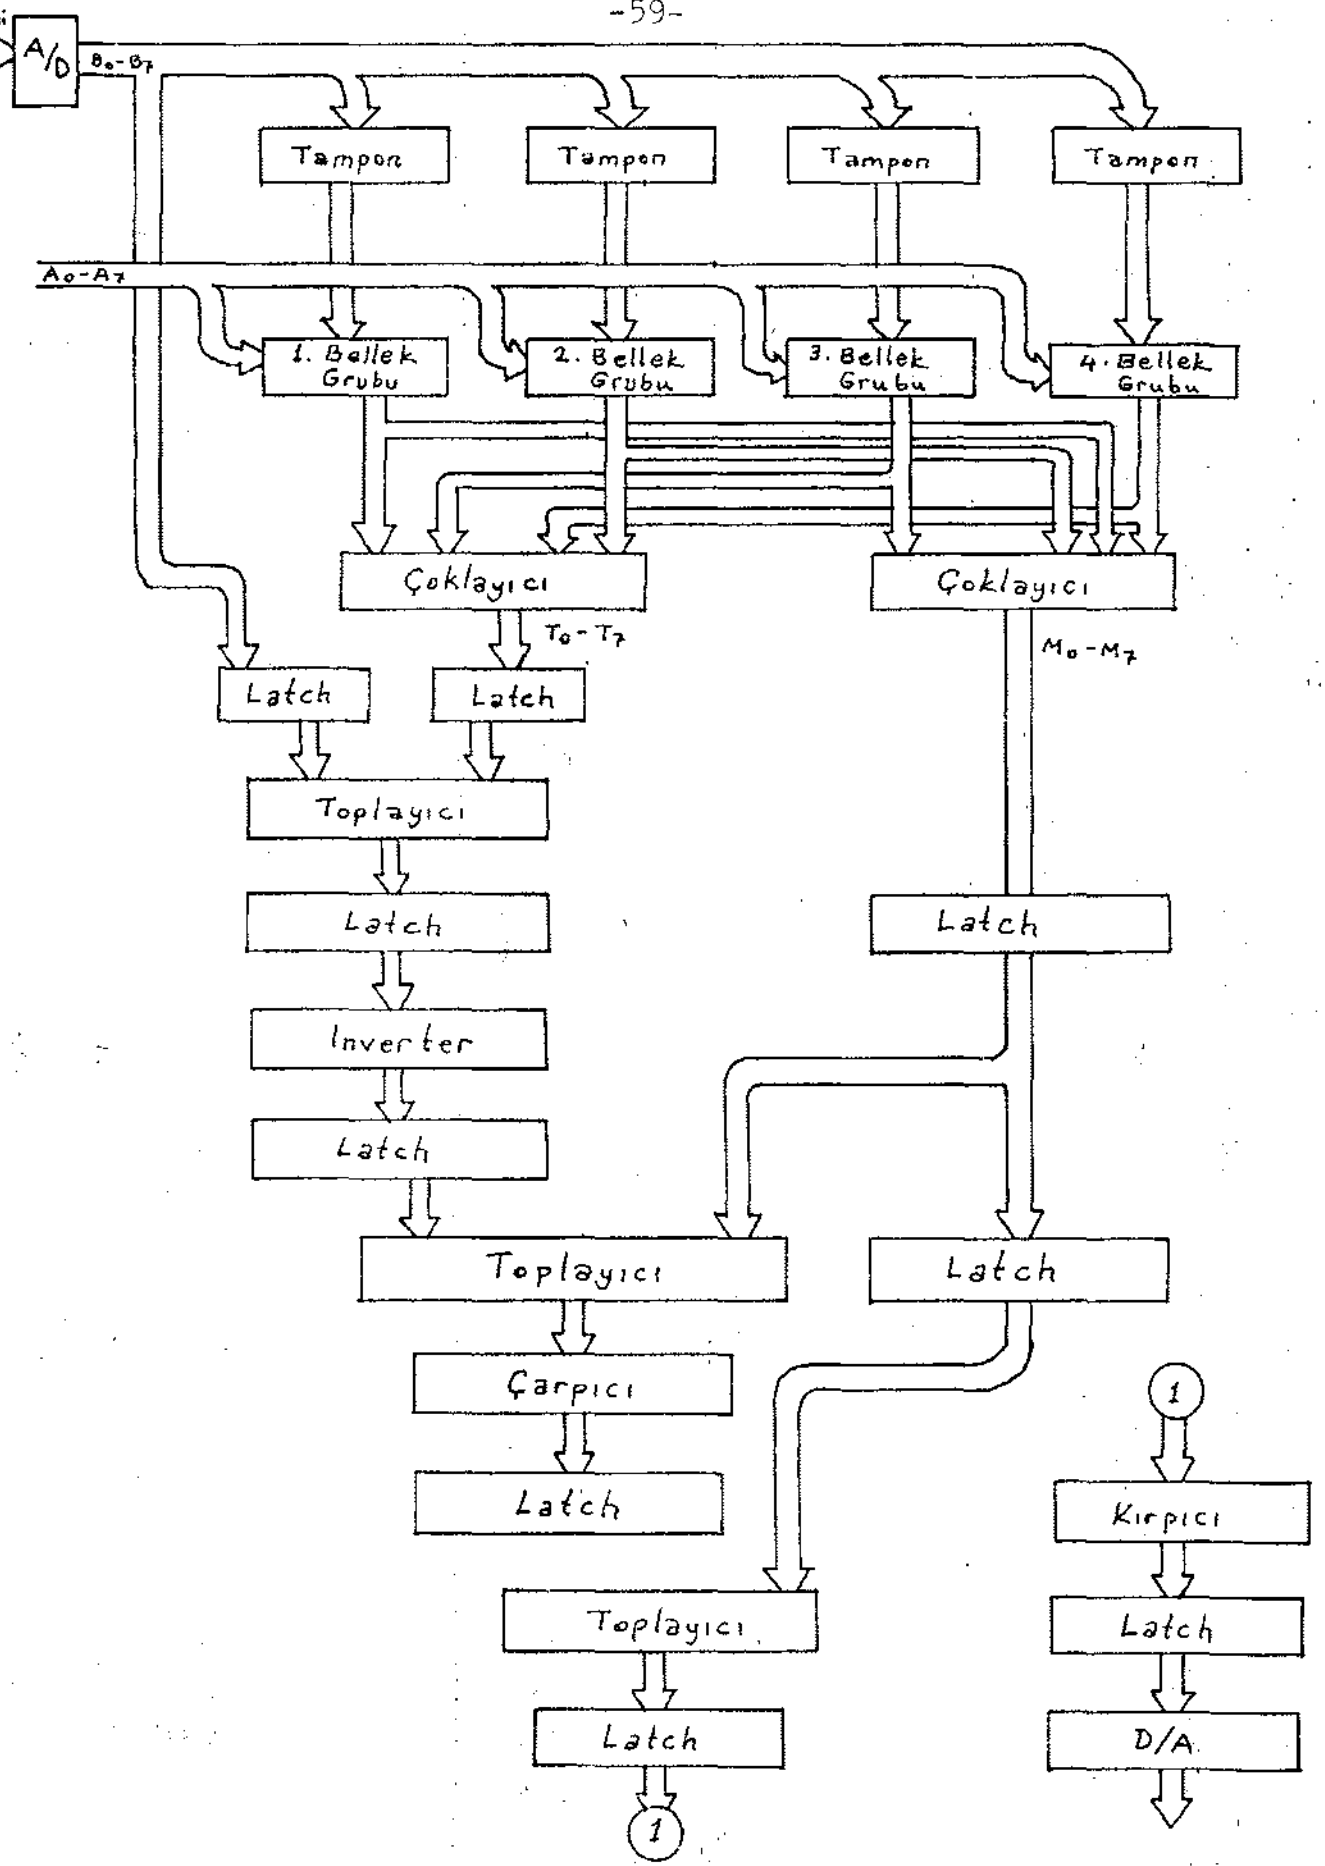 -59-
A/D
B0-B7
Tampon
Tampon
Tampon
Tampon
A0-A7
1. Bellek
Grubu
2. Bellek
Grubu
3. Bellek
Grubu
4. Bellek
Grubu
Çoklayıcı
Çoklayıcı
T0-T7
M0-M7
Latch
Latch
Toplayıcı
Latch
Latch
Inverter
Latch
Toplayıcı
Latch
Çarpıcı
1
Latch
Kırpıcı
Toplayıcı
Latch
Latch
D/A
1